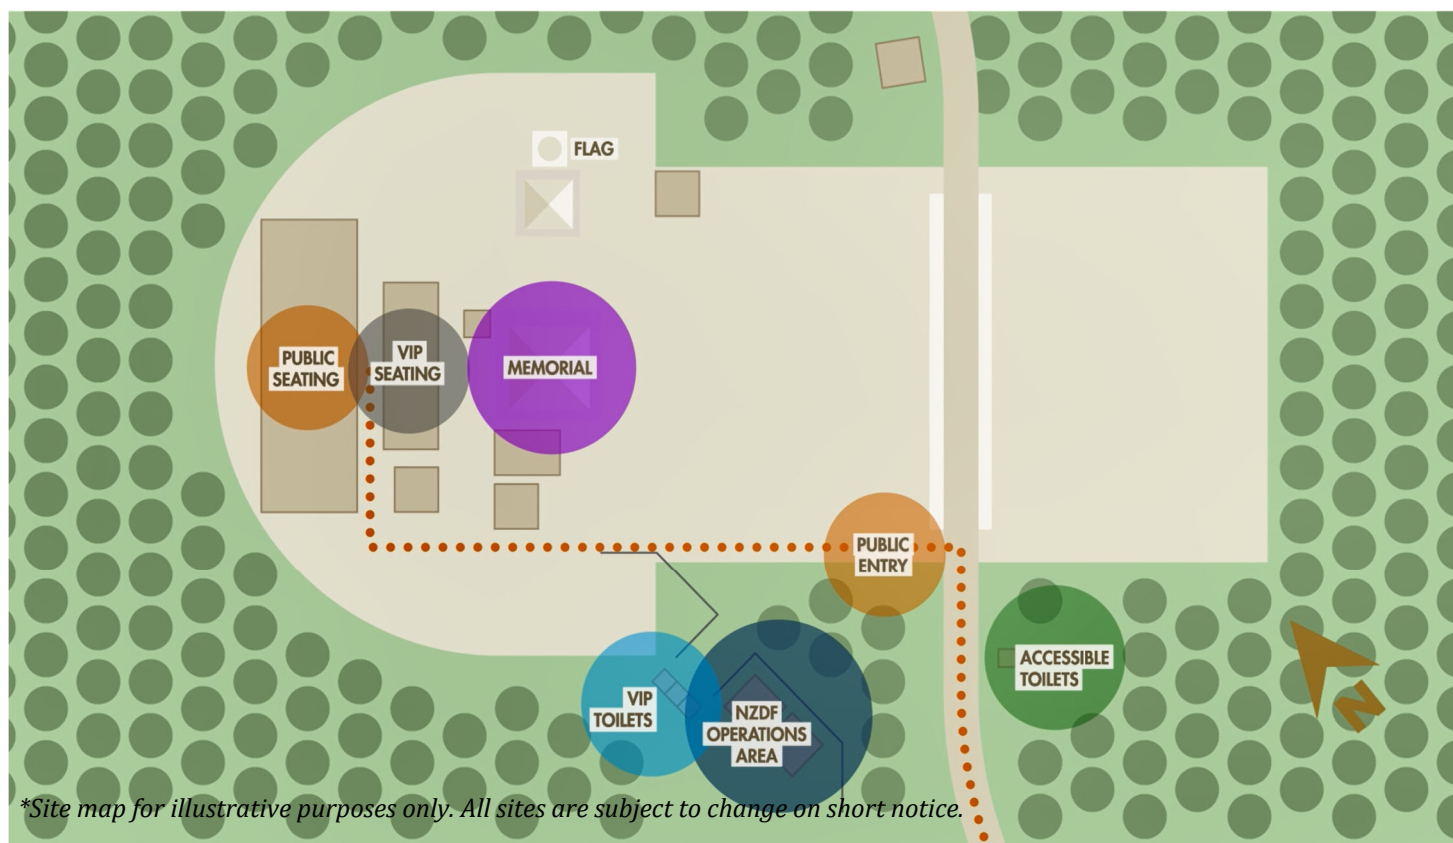 FLAG
PUBLIC
SEATING
VIP
SEATING
MEMORIAL
PUBLIC
ENTRY
ACCESSIBLE
TOILETS
VIP
TOILETS
NZDF
OPERATIONS
AREA
N
*Site map for illustrative purposes only. All sites are subject to change on short notice.